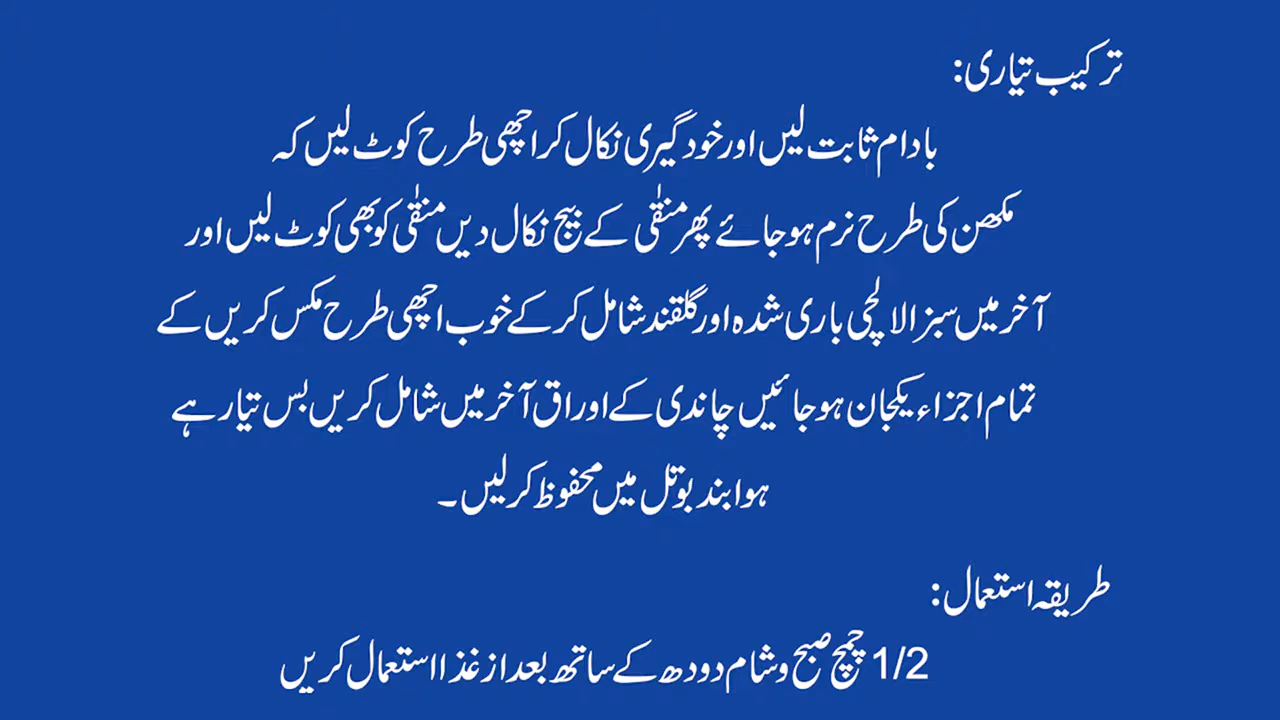 ترکیب تیاری:
بادام ثابت لیں اور خود گیری نکال کر اچھی طرح کوٹ لیں کہ
مکھن کی طرح نرم ہو جائے پھر منقٰی کے بیج نکال دیں منقٰی کو بھی کوٹ لیں اور
آخر میں سبز الالچی باری شدہ اور گلقند شامل کر کے خوب اچھی طرح مکس کریں کے
تمام اجزاء یکجان ہو جائیں چاندی کے اوراق آخر میں شامل کریں بس تیار ہے
ہوا بند بوتل میں محفوظ کر لیں۔
طریقہ استعمال:
1/2 چمچ صبح و شام دودھ کے ساتھ بعد از غذا استعمال کریں